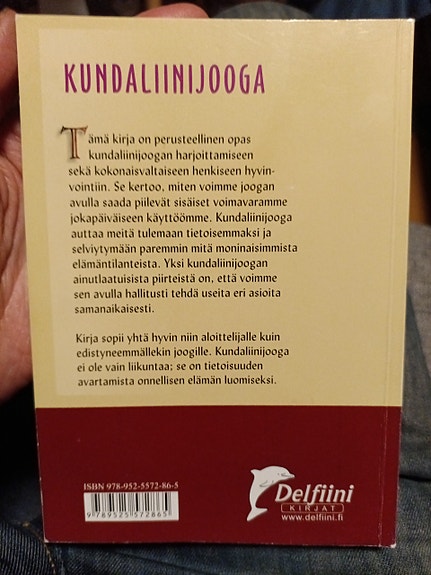 KUNDALIINIJOOGA
Tämä kirja on perusteellinen opas
kundaliinijoogan harjoittamiseen
sekä kokonaisvaltaiseen henkiseen hyvin-
vointiin. Se kertoo, miten voimme joogan
avulla saada piilevät sisäiset voimavaramme
jokapäiväiseen käyttöömme. Kundaliinijooga
auttaa meitä tulemaan tietoisemmaksi ja
selviytymään paremmin mitä moninaisimmista
elämäntilanteista. Yksi kundaliinijoogan
ainutlaatuisista piirteistä on, että voimme
sen avulla hallitusti tehdä useita eri asioita
samanaikaisesti.
Kirja sopii yhtä hyvin niin aloittelijalle kuin
edistyneemmällekin joogille. Kundaliinijooga
ei ole vain liikuntaa; se on tietoisuuden
avartamista onnellisen elämän luomiseksi.
ISBN 978-952-5572-86-5
9 789525 572865
Delfiini
KIRJAT
www.delfiini.fi